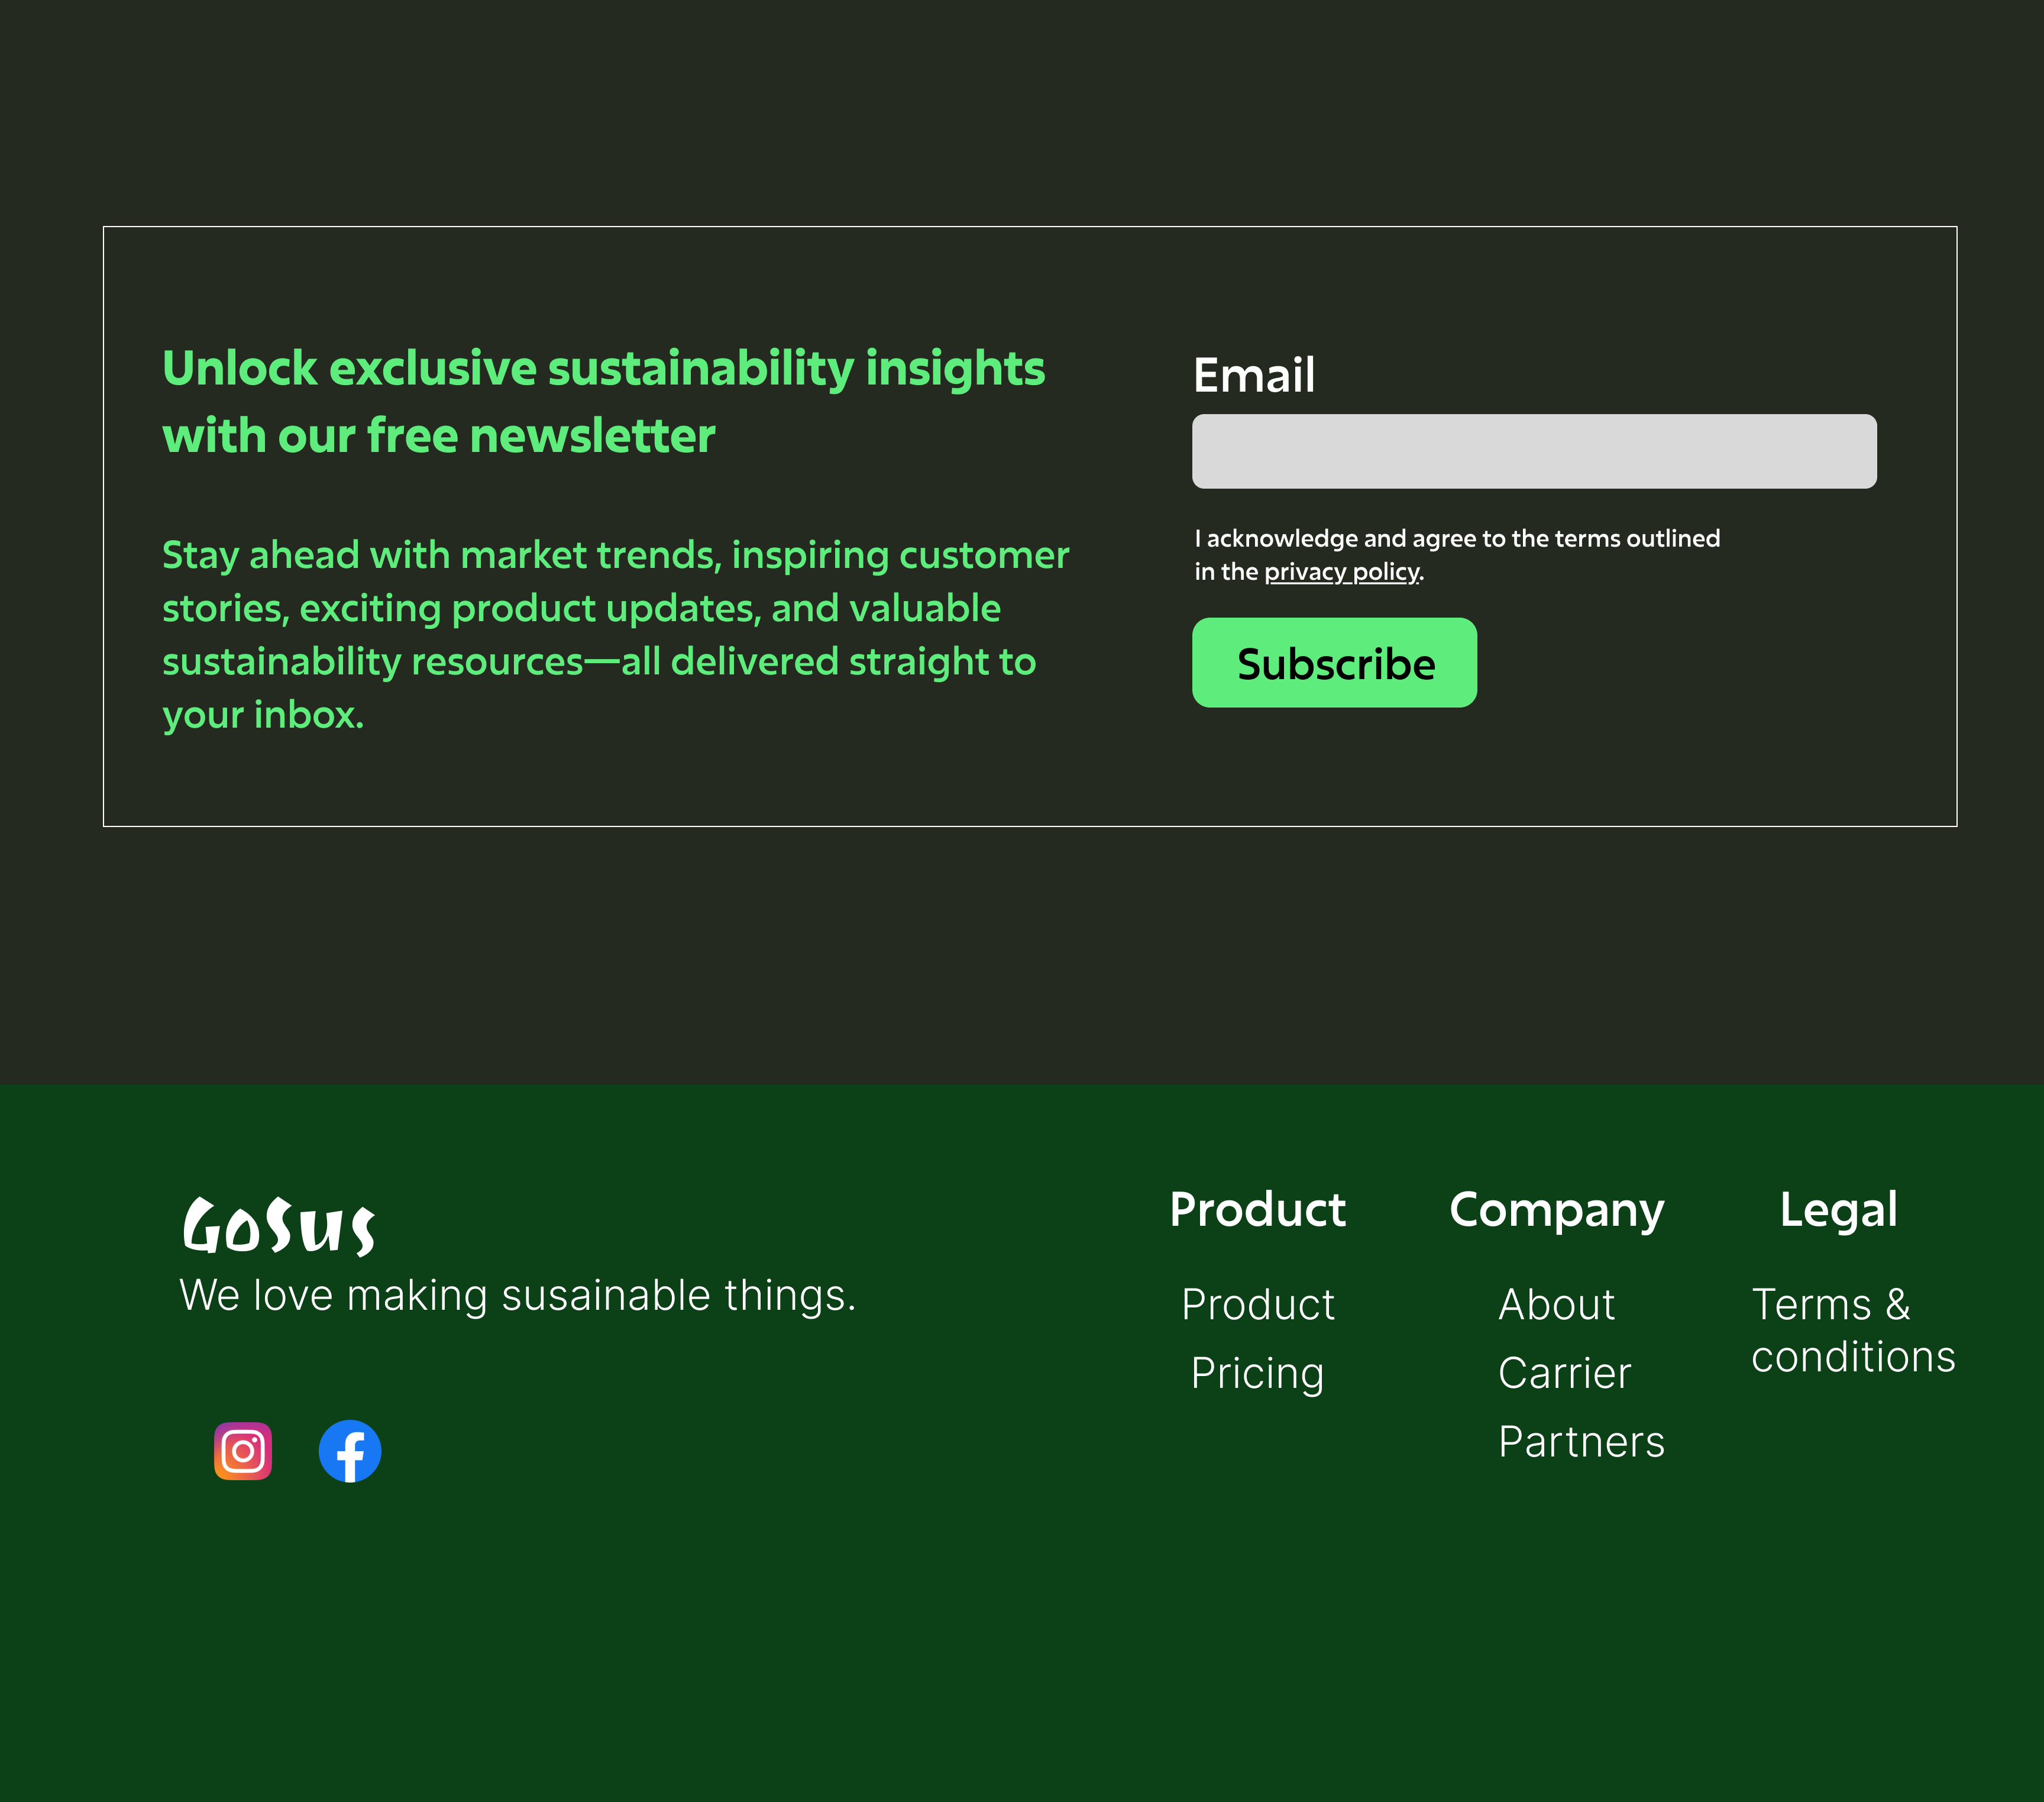 Unlock exclusive sustainability insights
with our free newsletter
Stay ahead with market trends, inspiring customer
stories, exciting product updates, and valuable
sustainability resources—all delivered straight to
your inbox.
Email
I acknowledge and agree to the terms outlined
in the privacy policy.
Subscribe
GoSus
We love making susainable things.
Product
Product
Pricing
Company
About
Carrier
Partners
Legal
Terms &
conditions